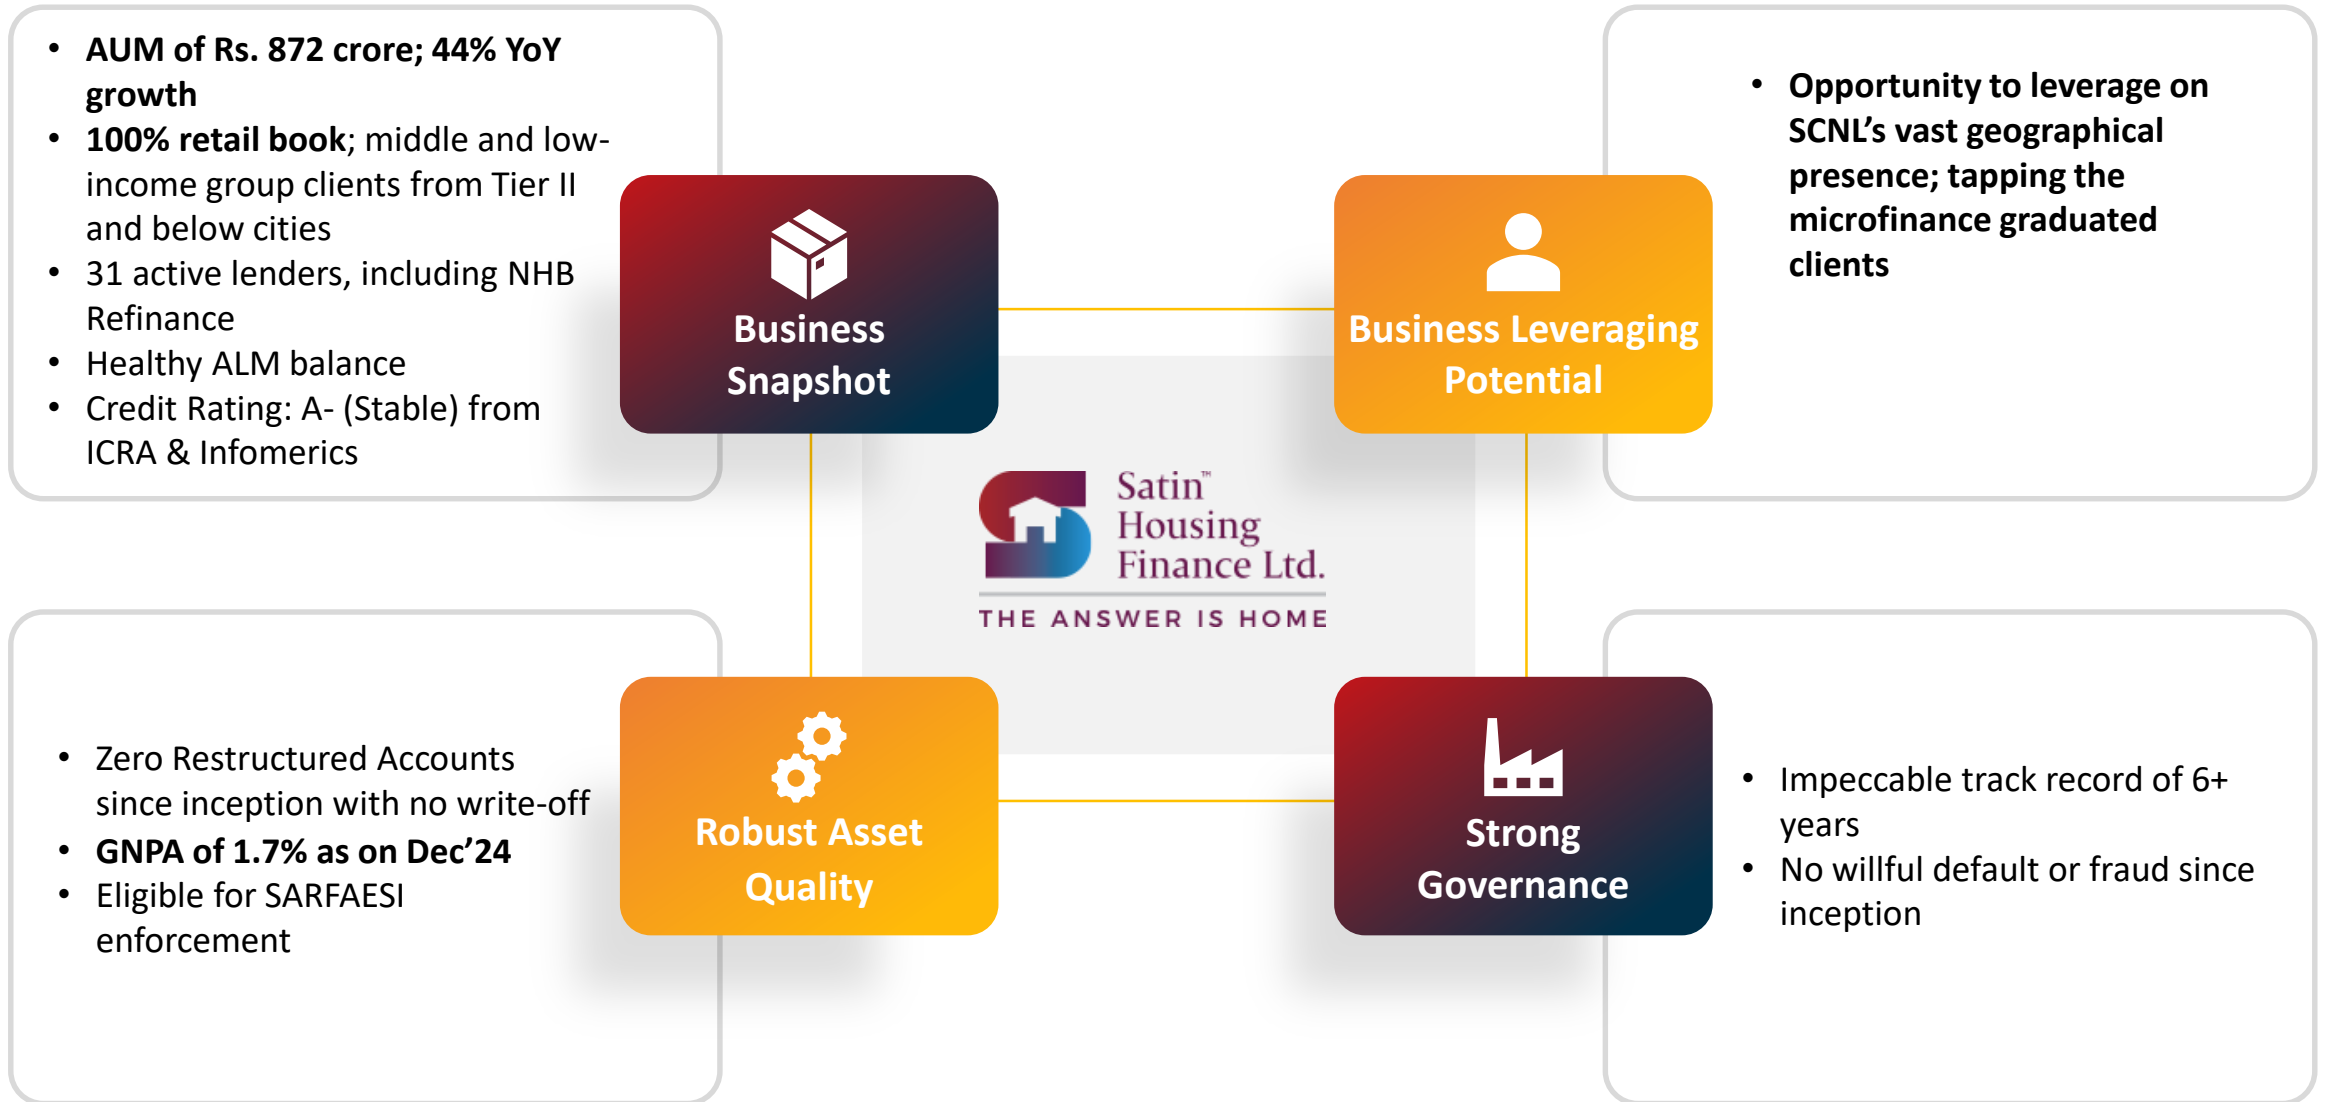 • AUM of Rs. 872 crore; 44% YoY
growth
• 100% retail book; middle and low-
income group clients from Tier II
and below cities
• 31 active lenders, including NHB
Refinance
• Healthy ALM balance
• Credit Rating: A- (Stable) from
ICRA & Infomerics
Business
Snapshot
Business Leveraging
Potential
• Opportunity to leverage on
SCNL’s vast geographical
presence; tapping the
microfinance graduated
clients
Satin™
Housing
Finance Ltd.
THE ANSWER IS HOME
• Zero Restructured Accounts
since inception with no write-off
• GNPA of 1.7% as on Dec’24
• Eligible for SARFAESI
enforcement
Robust Asset
Quality
Strong
Governance
• Impeccable track record of 6+
years
• No willful default or fraud since
inception